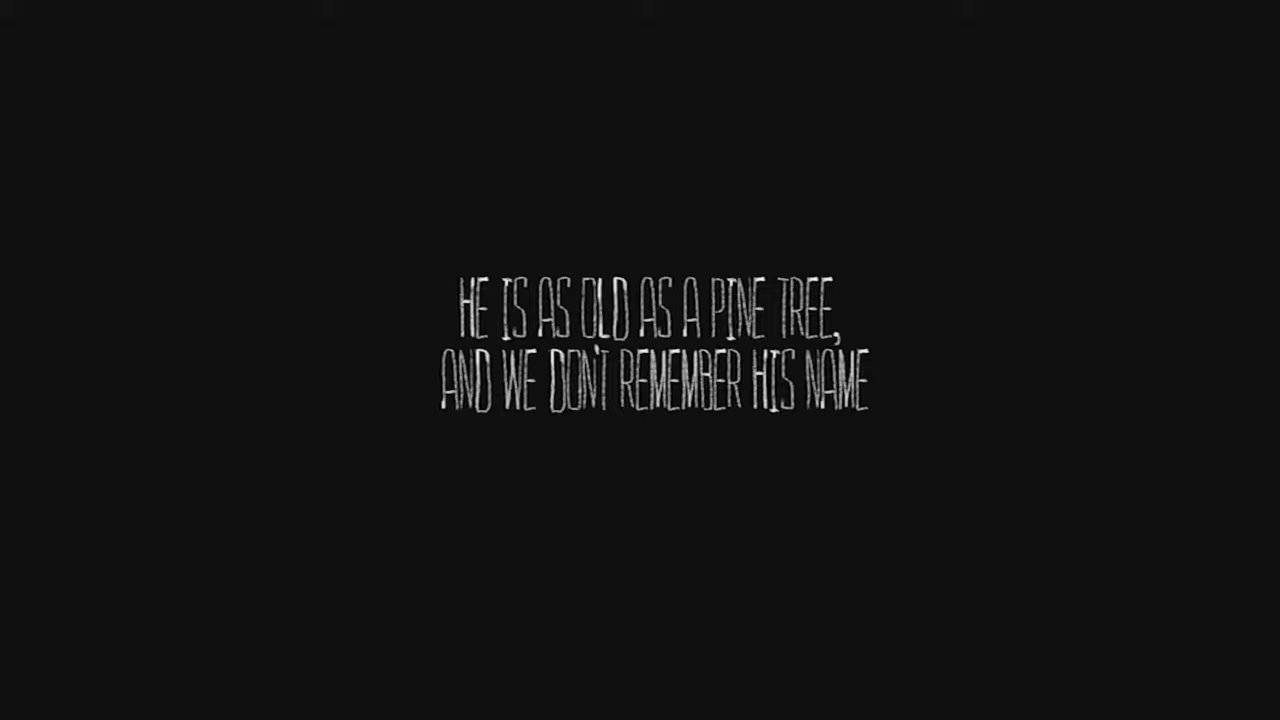 HE IS AS OLD AS A PINE TREE,
AND WE DON'T REMEMBER HIS NAME